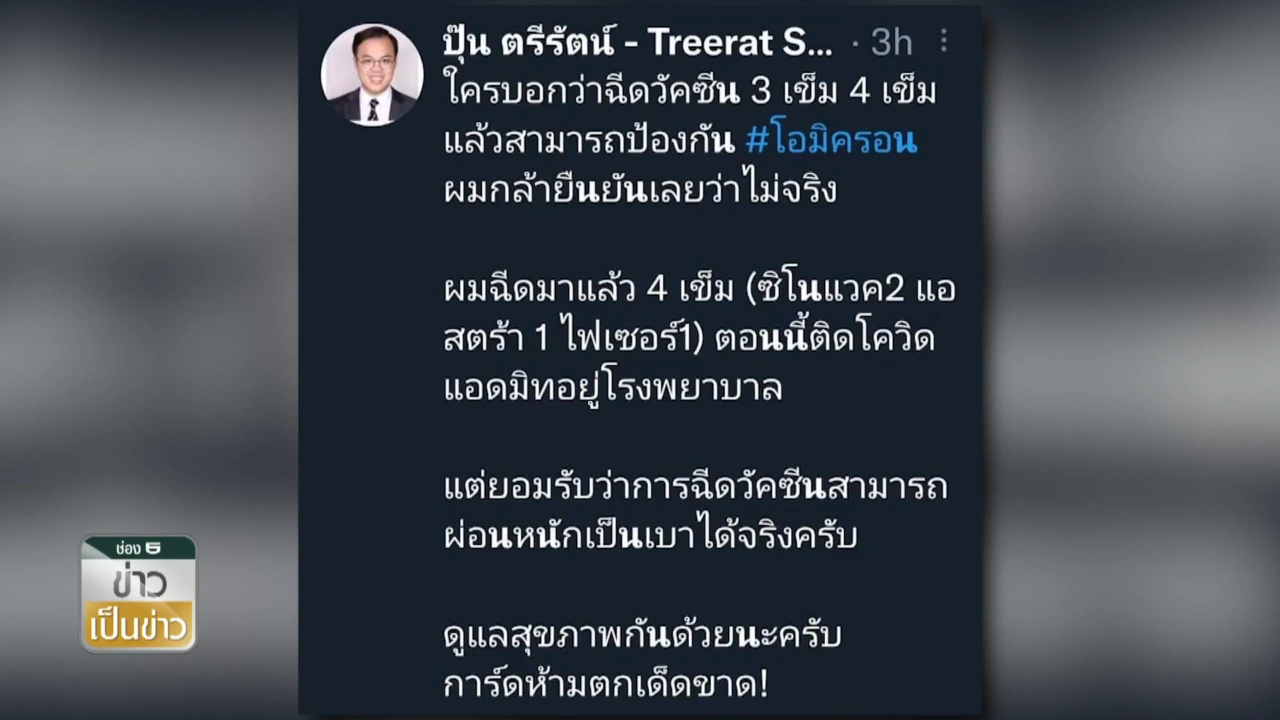 ปุ๊น ตรีรัตน์ - Treerat S... · 3h
ใครบอกว่าฉีดวัคซีน 3 เข็ม 4 เข็ม
แล้วสามารถป้องกัน #โอมิครอน
ผมกล้ายืนยันเลยว่าไม่จริง
ผมฉีดมาแล้ว 4 เข็ม (ซิโนแวค2 แอ
สตร้า 1 ไฟเซอร์1) ตอนนี้ติดโควิด
แอดมิทอยู่โรงพยาบาล
แต่ยอมรับว่าการฉีดวัคซีนสามารถ
ผ่อนหนักเป็นเบาได้จริงครับ
ดูแลสุขภาพกันด้วยนะครับ
การ์ดห้ามตกเด็ดขาด!
ช่อง 5
ข่าว
เป็นข่าว